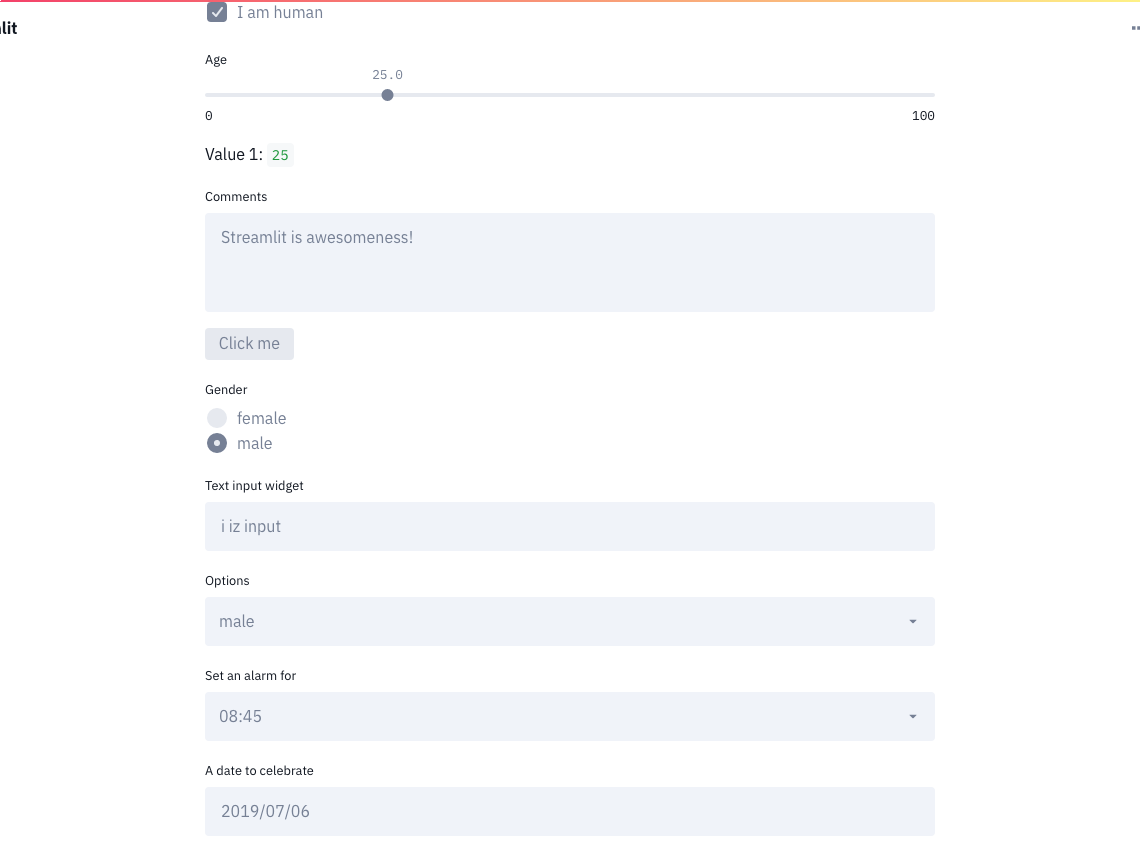 I am human
lit
Age
25.0
0 100
Value 1: 25
Comments
Streamlit is awesomeness!
Click me
Gender
female
male
Text input widget
i iz input
Options
male
Set an alarm for
08:45
A date to celebrate
2019/07/06